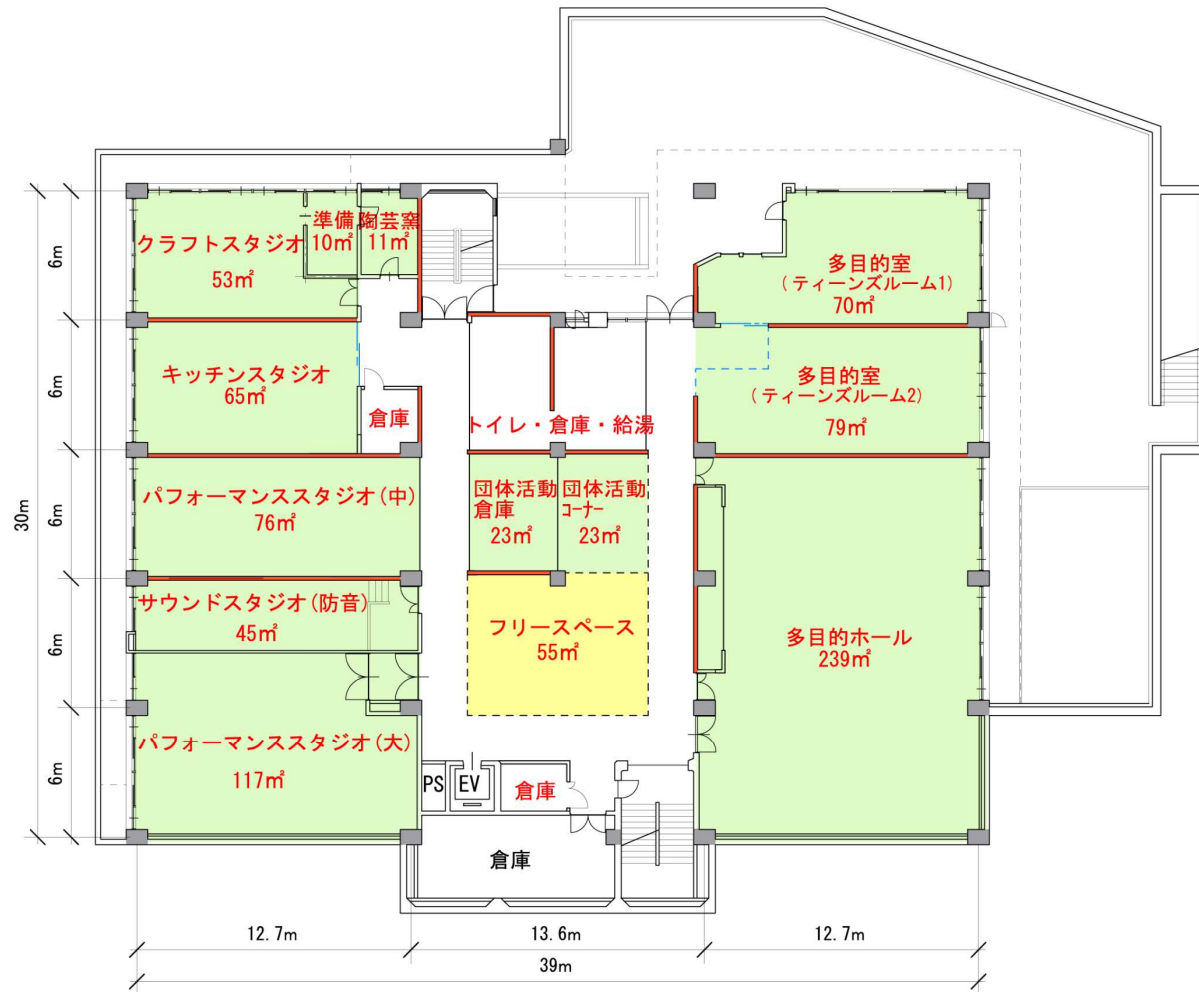 クラフトスタジオ
53㎡
準備
10㎡
陶芸窯
11㎡
多目的室
(ティーンズルーム1)
70㎡
キッチンスタジオ
65㎡
倉庫
トイレ・倉庫・給湯
多目的室
(ティーンズルーム2)
79㎡
パフォーマンススタジオ(中)
76㎡
団体活動
倉庫
23㎡
団体活動
コーナー
23㎡
サウンドスタジオ(防音)
45㎡
フリースペース
55㎡
多目的ホール
239㎡
パフォーマンススタジオ(大)
117㎡
PS
EV
倉庫
倉庫
6m
6m
6m
6m
6m
30m
12.7m
13.6m
12.7m
39m